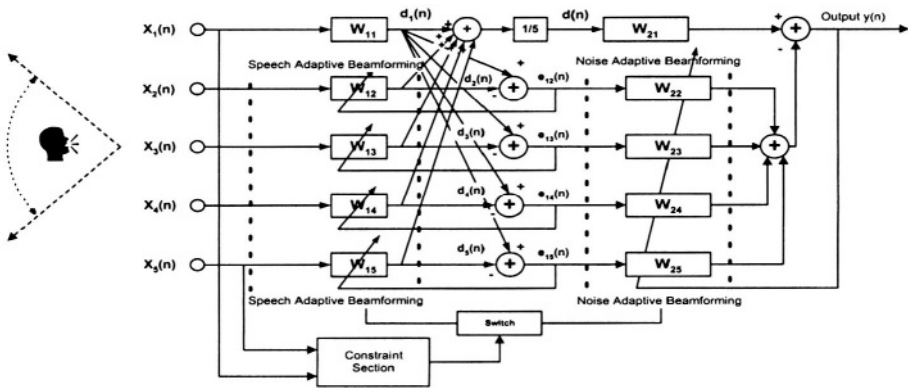 X₁(n) W₁₁ d₁(n) + + + + + 1/5 d(n) W₂₁ + + - Output y(n)
Speech Adaptive Beamforming Noise Adaptive Beamforming
X₂(n) W₁₂ d₂(n) + - + e₁₂(n) W₂₂
X₃(n) W₁₃ d₃(n) + - + e₁₃(n) W₂₃ +
X₄(n) W₁₄ d₄(n) + - + e₁₄(n) W₂₄
X₅(n) W₁₅ d₅(n) + - + e₁₅(n) W₂₅
Speech Adaptive Beamforming Noise Adaptive Beamforming
Switch
Constraint
Section